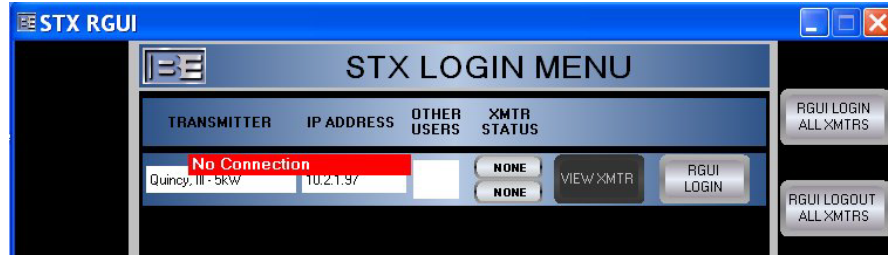 STX RGUI
BE STX LOGIN MENU
TRANSMITTER IP ADDRESS OTHER USERS XMTR STATUS
No Connection
Quincy, Ill - 5kW 10.2.1.97
NONE
NONE
VIEW XMTR
RGUI
LOGIN
RGUI LOGIN
ALL XMTRS
RGUI LOGOUT
ALL XMTRS